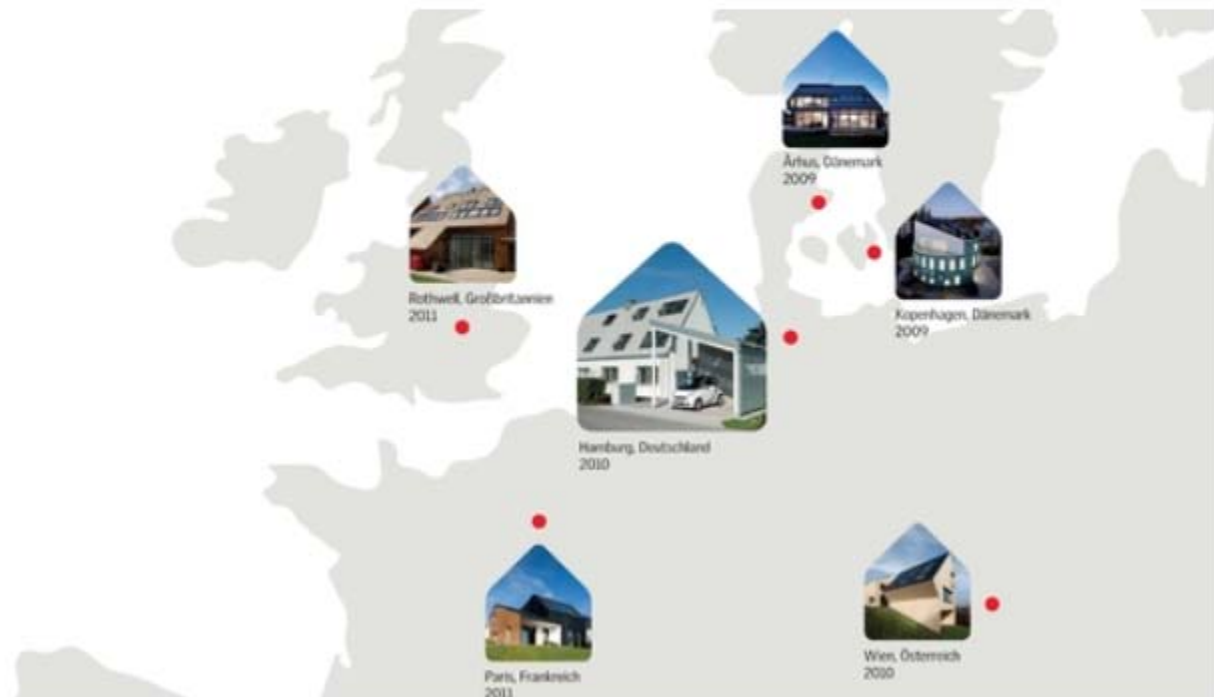 Århus, Dänemark
2009
Rothwell, Großbritannien
2011
Kopenhagen, Dänemark
2009
Hamburg, Deutschland
2010
Paris, Frankreich
2011
Wien, Österreich
2010